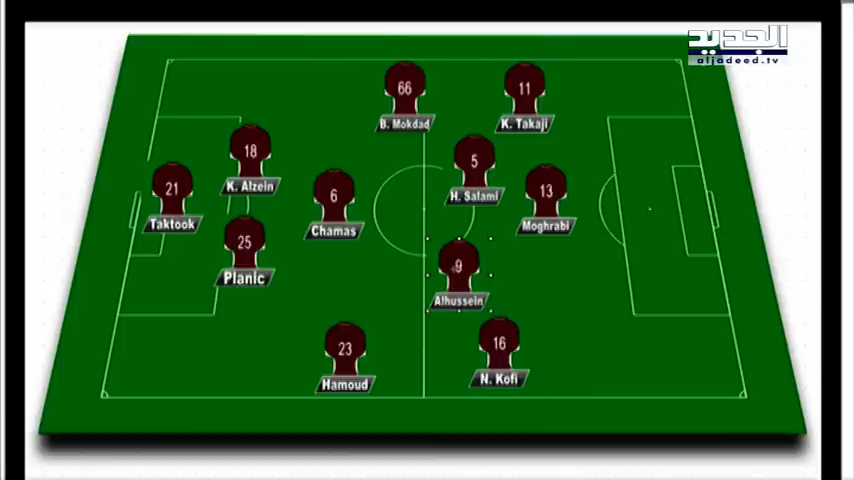 الجديد
aljadeed.tv
66
B. Mokdad
11
K. Takaji
18
K. Alzein
5
H. Salami
21
Taktook
6
Chamas
13
Moghrabi
25
Planic
9
Alhussein
23
Hamoud
16
N. Kofi